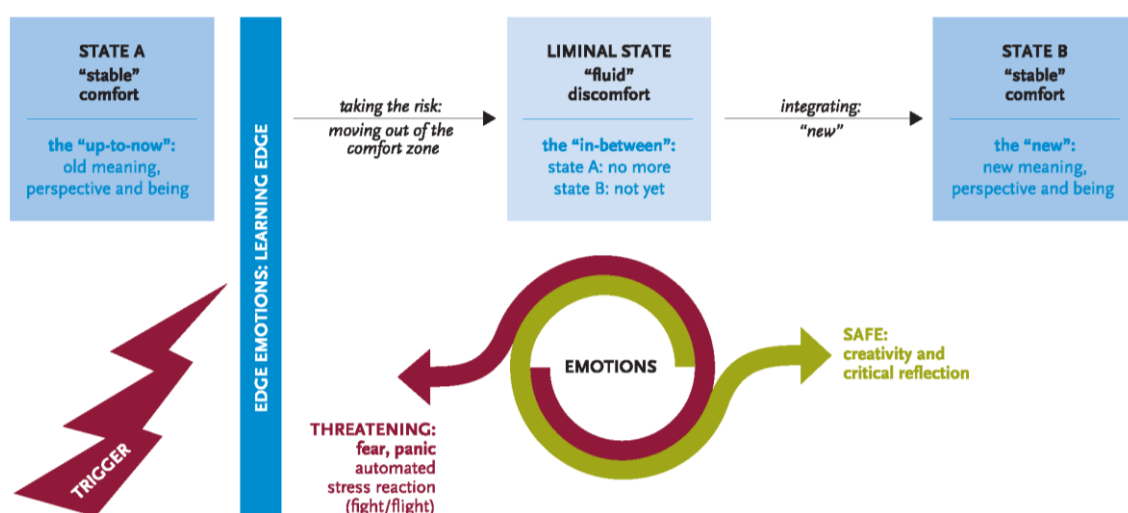 STATE A
“stable”
comfort
the “up-to-now”:
old meaning,
perspective and being
EDGE EMOTIONS: LEARNING EDGE
taking the risk:
moving out of the
comfort zone
LIMINAL STATE
“fluid”
discomfort
the “in-between”:
state A: no more
state B: not yet
integrating:
“new”
STATE B
“stable”
comfort
the “new”:
new meaning,
perspective and being
TRIGGER
THREATENING:
fear, panic
automated
stress reaction
(fight/flight)
EMOTIONS
SAFE:
creativity and
critical reflection